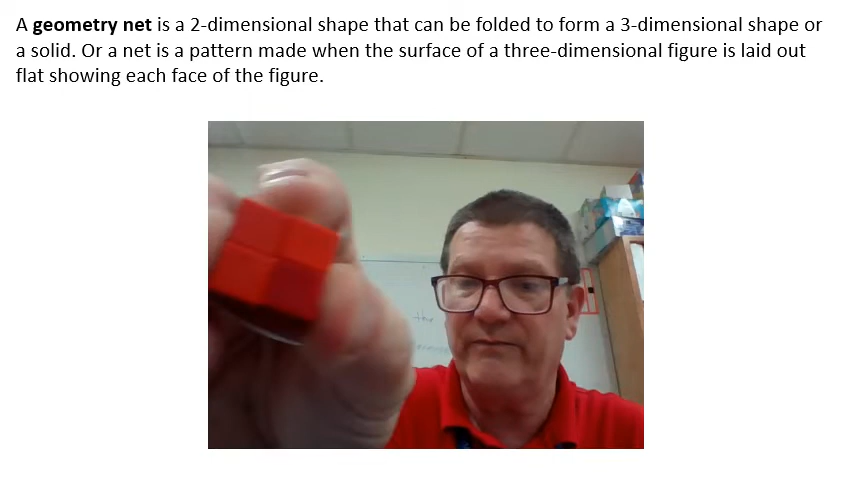 A geometry net is a 2-dimensional shape that can be folded to form a 3-dimensional shape or
a solid. Or a net is a pattern made when the surface of a three-dimensional figure is laid out
flat showing each face of the figure.
the